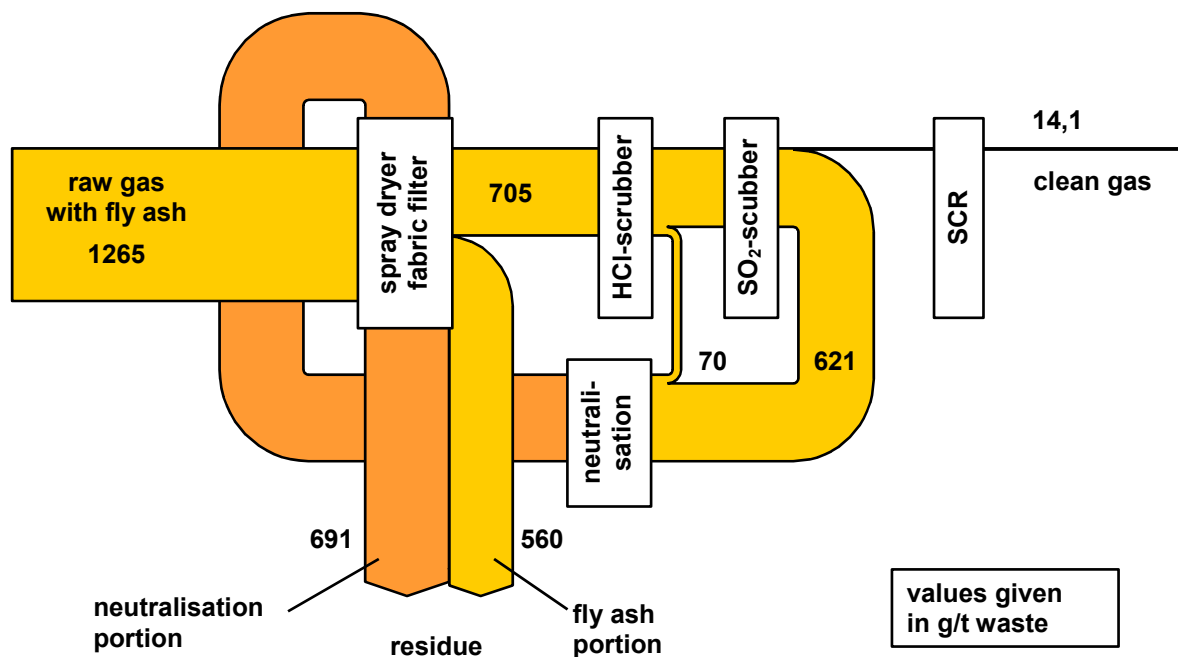 raw gas
with fly ash
1265
spray dryer
fabric filter
705
HCl-scrubber
SO₂-scubber
SCR
14,1
clean gas
70
621
neutrali-
sation
691
560
neutralisation
portion
residue
fly ash
portion
values given
in g/t waste